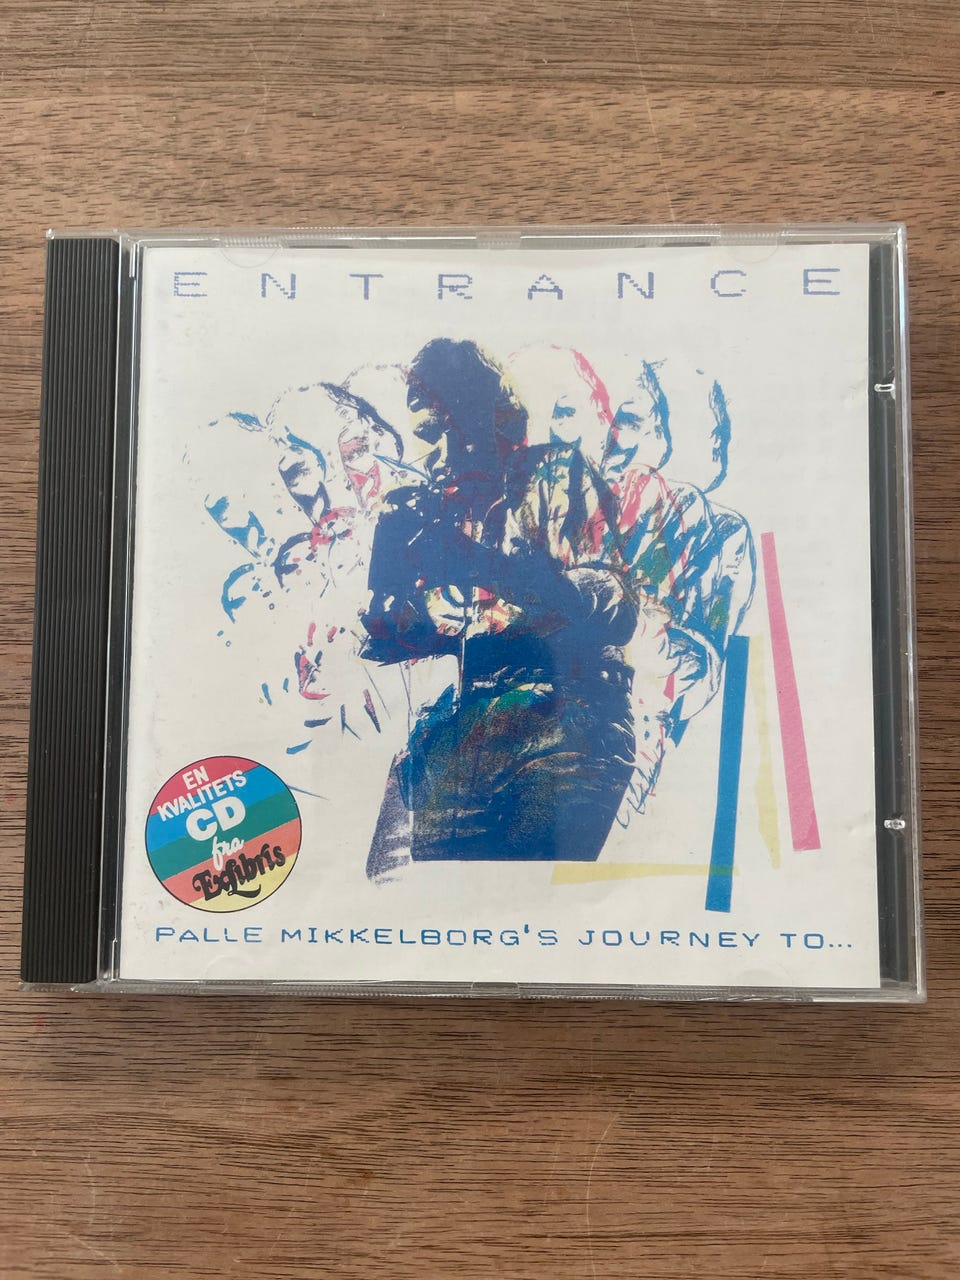 ENTRANCE
EN
KVALITETS
CD
fra
Exlibris
PALLE MIKKELBORG'S JOURNEY TO...